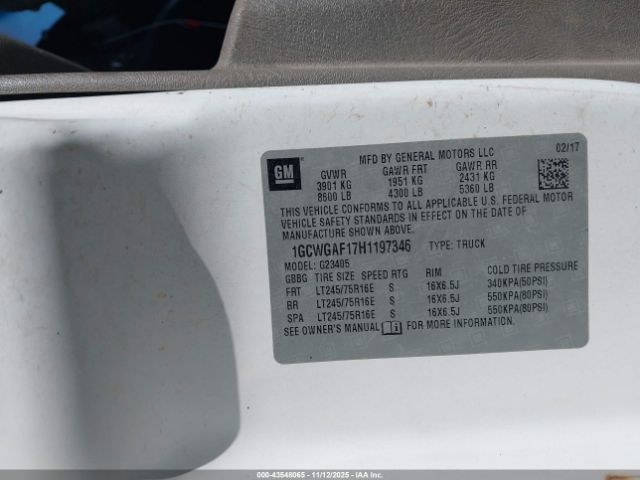 GM
MFD BY GENERAL MOTORS LLC
02/17
GVWR GAWR FRT GAWR RR
3901 KG 1951 KG 2431 KG
8600 LB 4300 LB 5360 LB
THIS VEHICLE CONFORMS TO ALL APPLICABLE U.S. FEDERAL MOTOR
VEHICLE SAFETY STANDARDS IN EFFECT ON THE DATE OF
MANUFACTURE SHOWN ABOVE.
1GCWGAF17H1197346 TYPE: TRUCK
MODEL: G23405
GBBG TIRE SIZE SPEED RTG RIM COLD TIRE PRESSURE
FRT LT245/75R16E S 16X6.5J 340KPA(50PSI)
RR LT245/75R16E S 16X6.5J 550KPA(80PSI)
SPA LT245/75R16E S 16X6.5J 550KPA(80PSI)
SEE OWNER'S MANUAL FOR MORE INFORMATION.
000-43548065 - 11/12/2025 - IAAI.COM